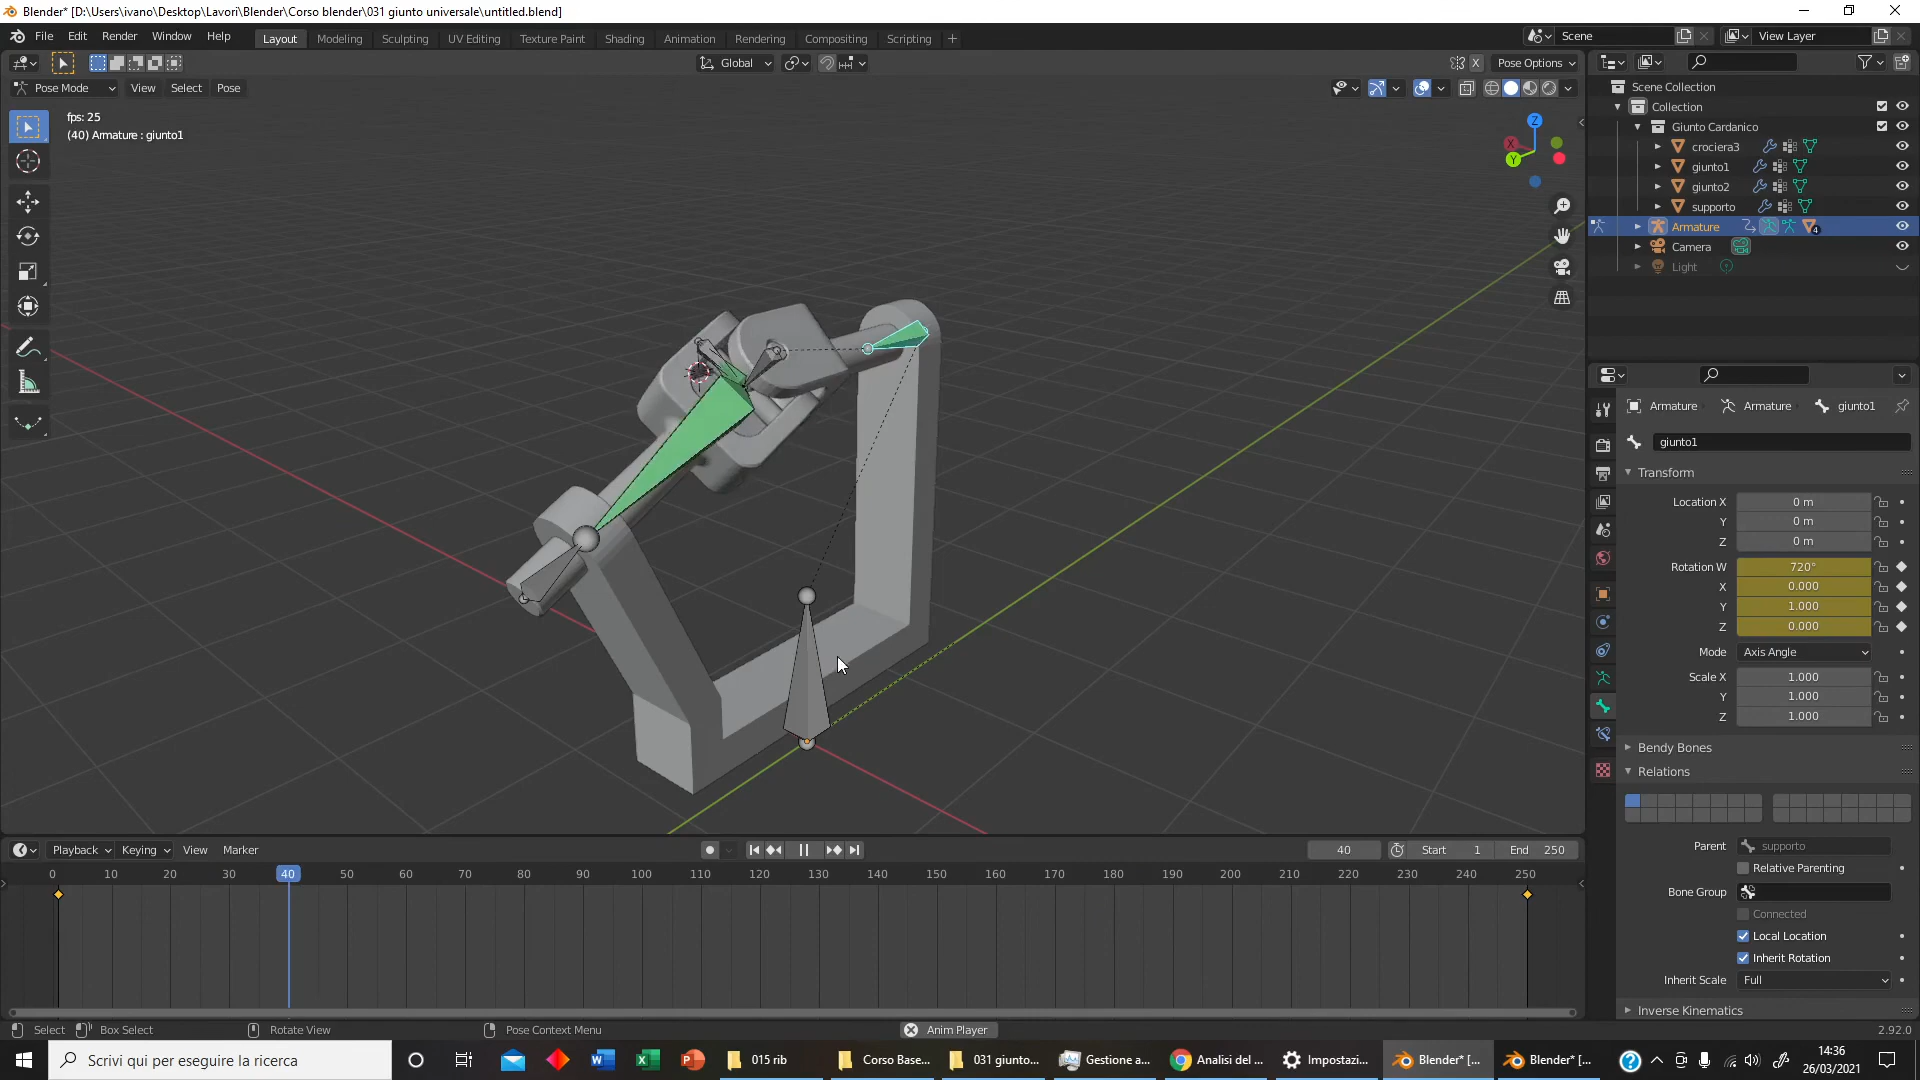 Blender* [D:\Users\ivano\Desktop\Lavori\Blender\Corso blender\031 giunto universale\untitled.blend]
File Edit Render Window Help Layout Modeling Sculpting UV Editing Texture Paint Shading Animation Rendering Compositing Scripting + Scene View Layer
Global X Pose Options
Pose Mode View Select Pose
fps: 25
(40) Armature : giunto1
Z
X
Y
Scene Collection
Collection
Giunto Cardanico
crociera3
giunto1
giunto2
supporto
Armature 4
Camera
Light
Armature Armature giunto1
giunto1
Transform
Location X 0 m
Y 0 m
Z 0 m
Rotation W 720°
X 0.000
Y 1.000
Z 0.000
Mode Axis Angle
Scale X 1.000
Y 1.000
Z 1.000
Bendy Bones
Relations
Parent supporto
Relative Parenting
Bone Group
Connected
Local Location
Inherit Rotation
Inherit Scale Full
Inverse Kinematics
Playback Keying View Marker 40 Start 1 End 250
0 10 20 30 40 50 60 70 80 90 100 110 120 130 140 150 160 170 180 190 200 210 220 230 240 250
Select Box Select Rotate View Pose Context Menu Anim Player 2.92.0
Scrivi qui per eseguire la ricerca 015 rib Corso Base... 031 giunto... Gestione a... Analisi del ... Impostazi... Blender* [... Blender* [... 14:36
26/03/2021